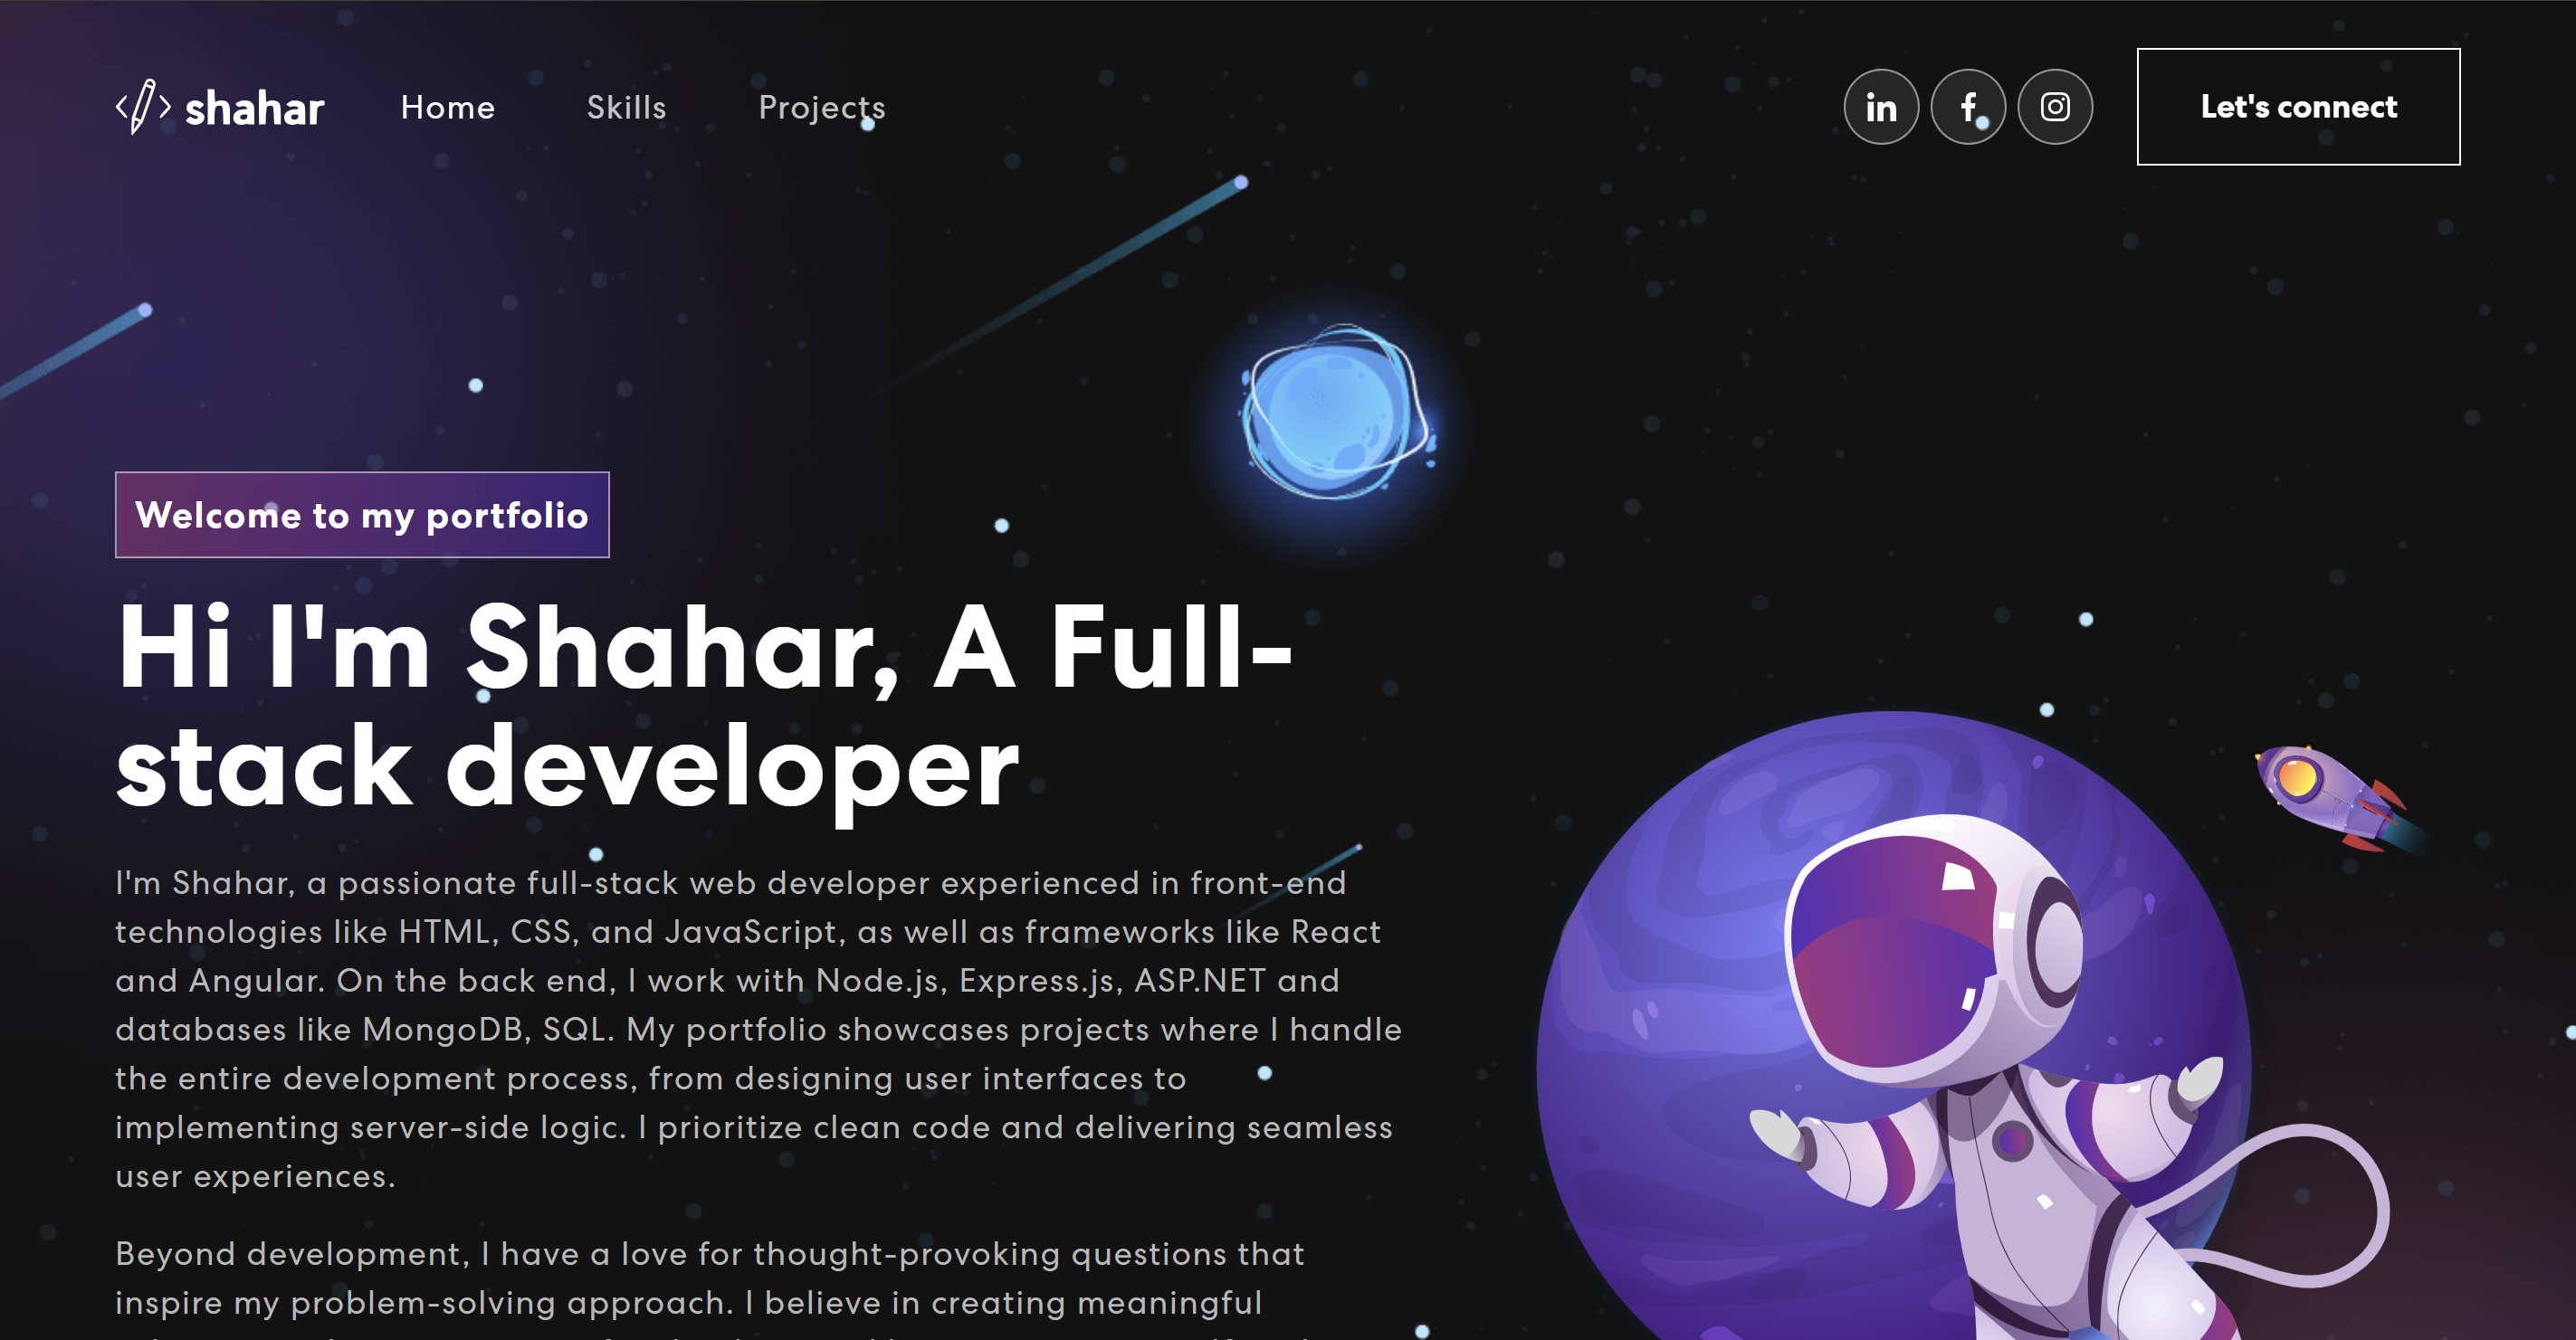 shahar
Home
Skills
Projects
in
f
Let's connect
Welcome to my portfolio
Hi I'm Shahar, A Full-
stack developer
I'm Shahar, a passionate full-stack web developer experienced in front-end
technologies like HTML, CSS, and JavaScript, as well as frameworks like React
and Angular. On the back end, I work with Node.js, Express.js, ASP.NET and
databases like MongoDB, SQL. My portfolio showcases projects where I handle
the entire development process, from designing user interfaces to
implementing server-side logic. I prioritize clean code and delivering seamless
user experiences.
Beyond development, I have a love for thought-provoking questions that
inspire my problem-solving approach. I believe in creating meaningful